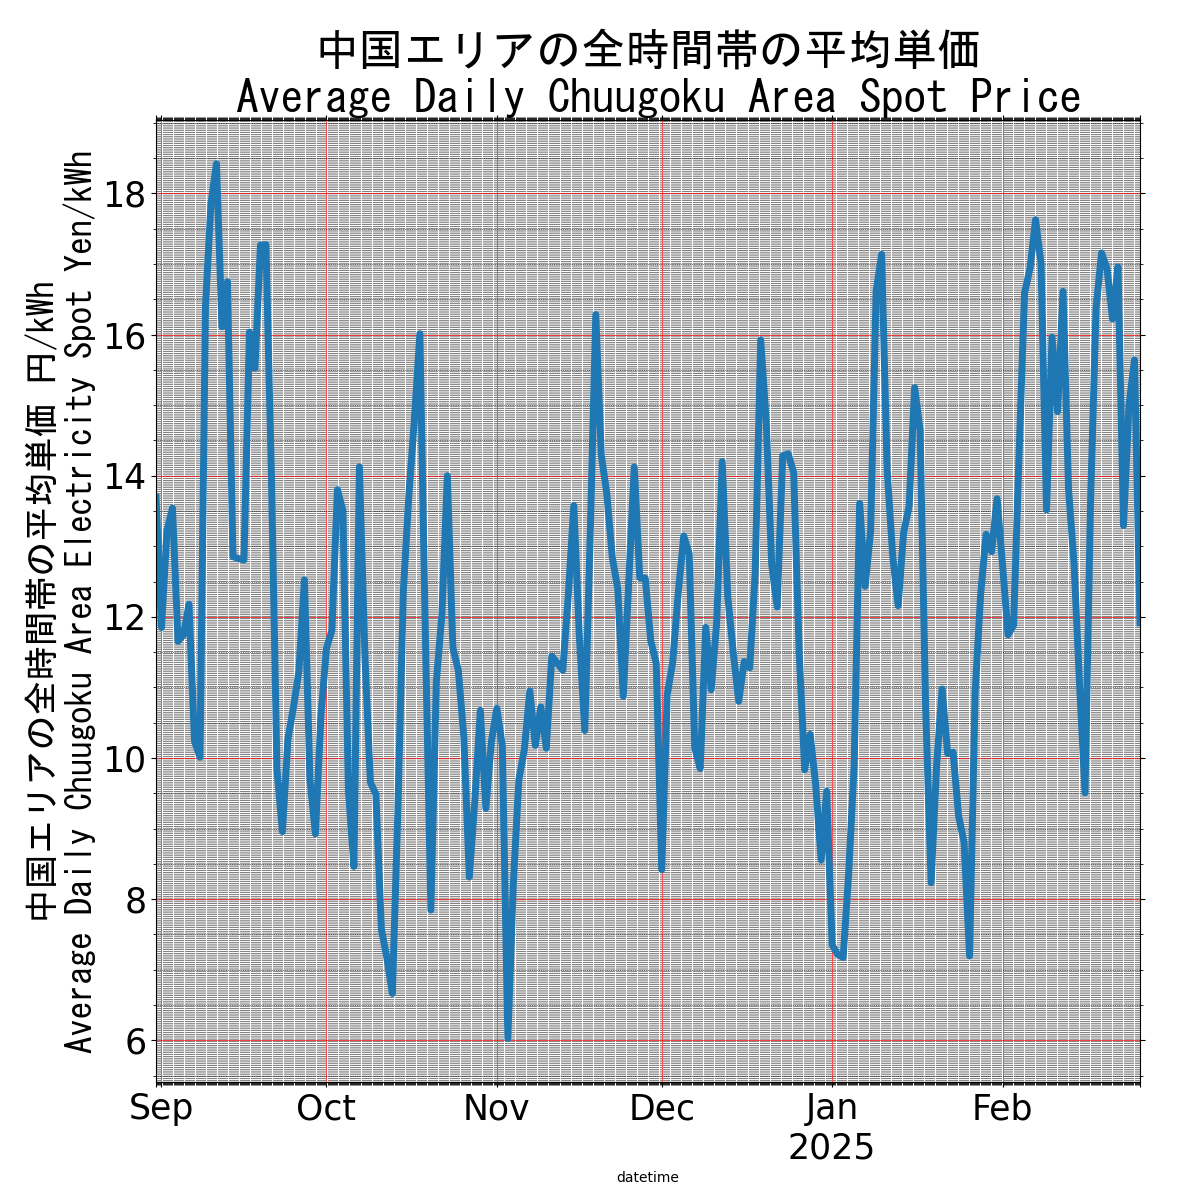 中国エリアの全時間帯の平均単価
Average Daily Chuugoku Area Spot Price
中国エリアの全時間帯の平均単価 円/kWh
Average Daily Chuugoku Area Electricity Spot Yen/kWh
18
16
14
12
10
8
6
Sep Oct Nov Dec Jan Feb
2025
datetime